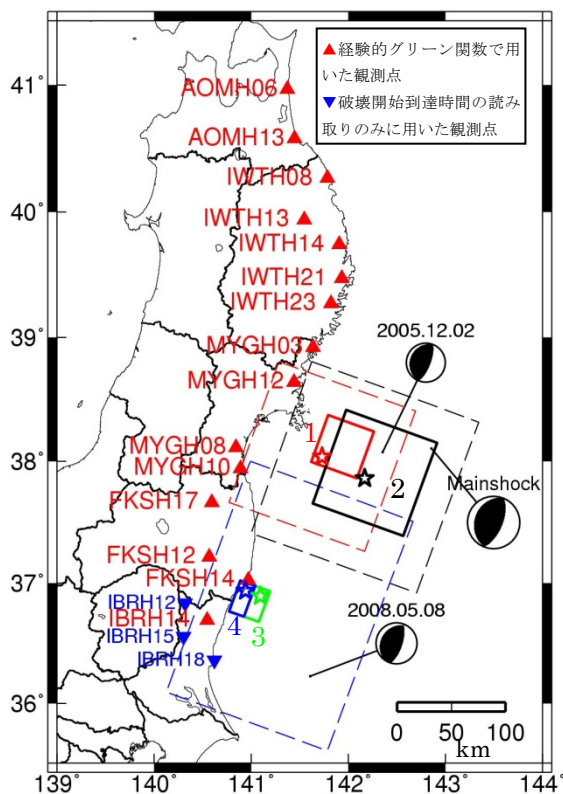 ▲経験的グリーン関数で用
いた観測点
▼破壊開始到達時間の読み
取りのみに用いた観測点
41°
AOMH06
AOMH13
IWTH08
40°
IWTH13
IWTH14
IWTH21
IWTH23
39°
MYGH03
2005.12.02
MYGH12
1
MYGH08
38°
MYGH10
2
Mainshock
FKSH17
FKSH12
37°
FKSH14
IBRH12
IBRH14
4
3
2008.05.08
IBRH15
IBRH18
36°
0 50 100
km
139° 140° 141° 142° 143° 144°